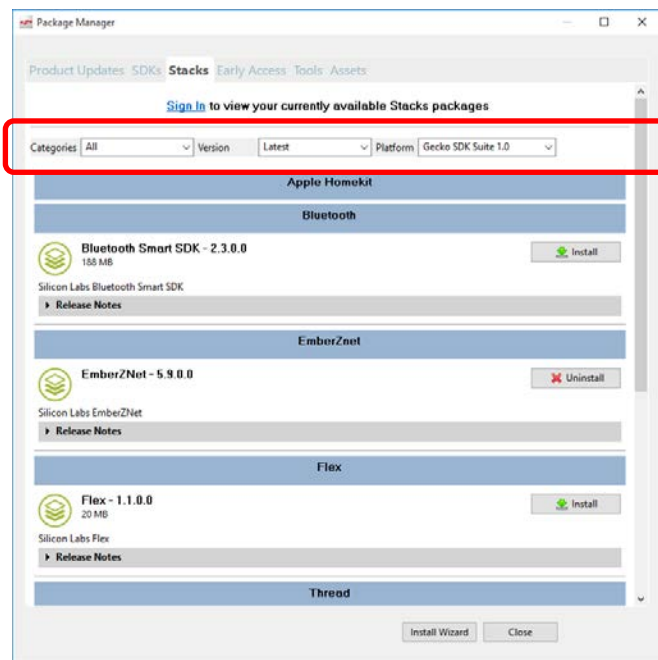 Package Manager
Product Updates SDKs Stacks Early Access Tools Assets
Sign In to view your currently available Stacks packages
Categories All Version Latest Platform Gecko SDK Suite 1.0
Apple Homekit
Bluetooth
Bluetooth Smart SDK - 2.3.0.0
188 MB
Install
Silicon Labs Bluetooth Smart SDK
Release Notes
EmberZnet
EmberZNet - 5.9.0.0
Uninstall
Silicon Labs EmberZNet
Release Notes
Flex
Flex - 1.1.0.0
20 MB
Install
Silicon Labs Flex
Release Notes
Thread
Install Wizard Close